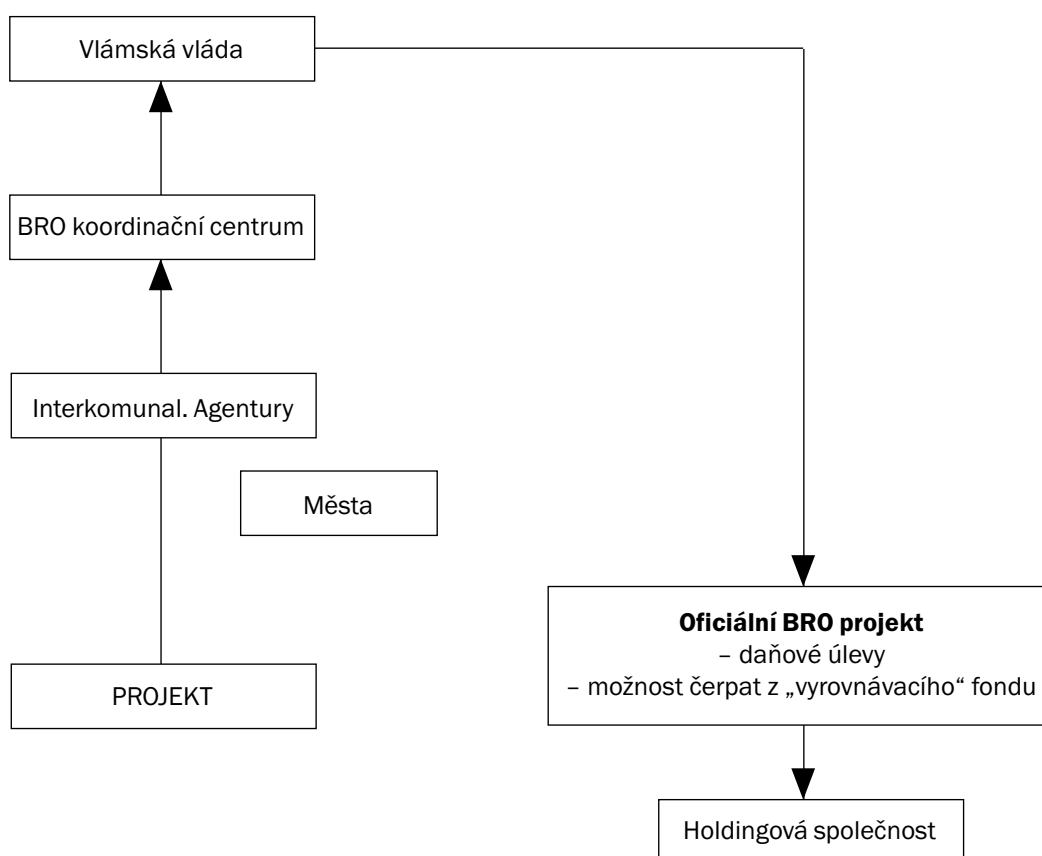 Vlámská vláda
BRO koordinační centrum
Interkomunal. Agentury
Města
PROJEKT
Oficiální BRO projekt
– daňové úlevy
– možnost čerpat z „vyrovnávacího“ fondu
Holdingová společnost